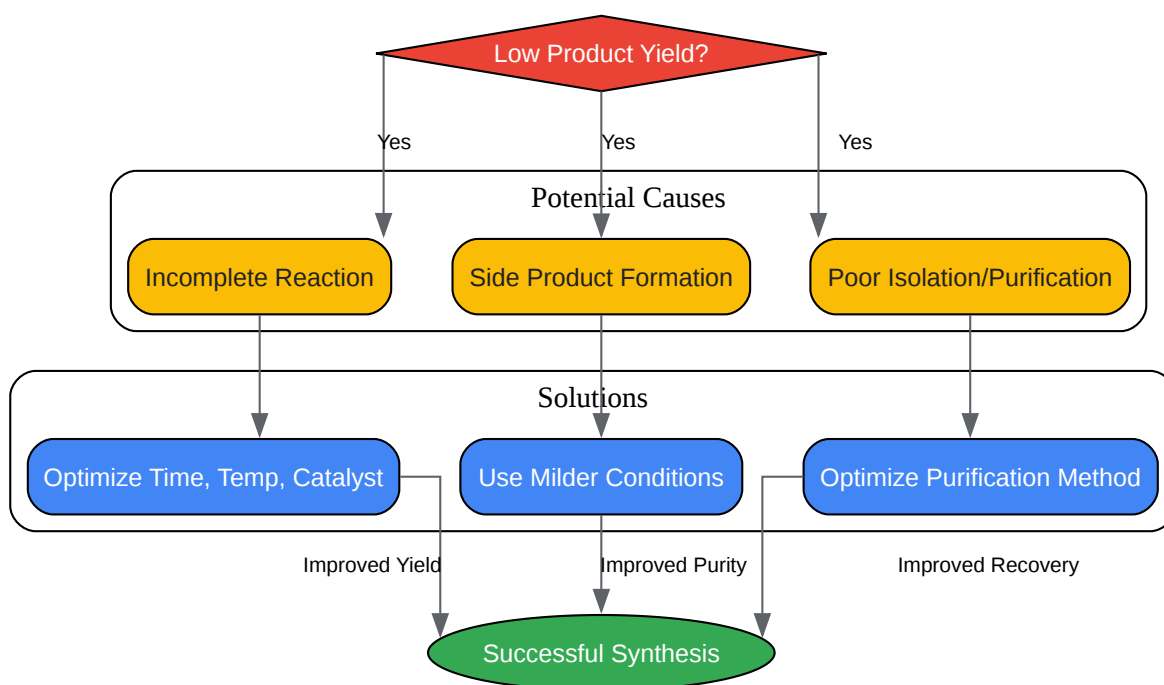 Low Product Yield?
Yes
Yes
Yes
Potential Causes
Incomplete Reaction
Side Product Formation
Poor Isolation/Purification
Solutions
Optimize Time, Temp, Catalyst
Use Milder Conditions
Optimize Purification Method
Improved Yield
Improved Purity
Improved Recovery
Successful Synthesis